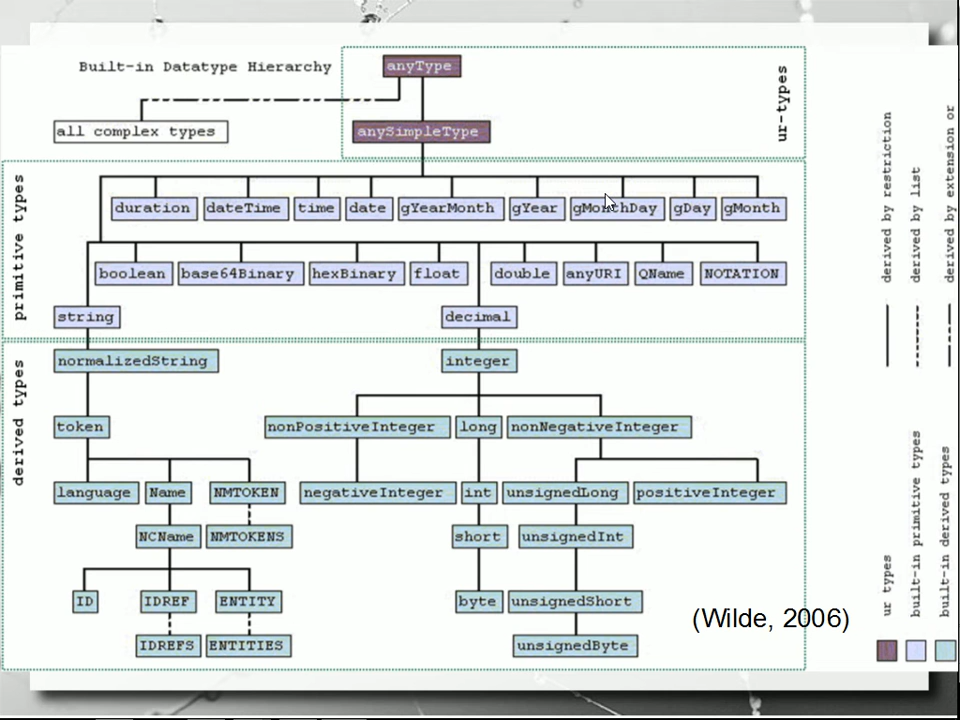 Built-in Datatype Hierarchy
anyType
ur-types
all complex types
anySimpleType
primitive types
duration dateTime time date gYearMonth gYear gMonthDay gDay gMonth
boolean base64Binary hexBinary float double anyURI QName NOTATION
string decimal
derived types
normalizedString integer
token nonPositiveInteger long nonNegativeInteger
language Name NMTOKEN negativeInteger int unsignedLong positiveInteger
NCName NMTOKENS short unsignedInt
ID IDREF ENTITY byte unsignedShort
IDREFS ENTITIES unsignedByte
(Wilde, 2006)
ur types
built-in primitive types
built-in derived types
derived by restriction
derived by list
derived by extension or